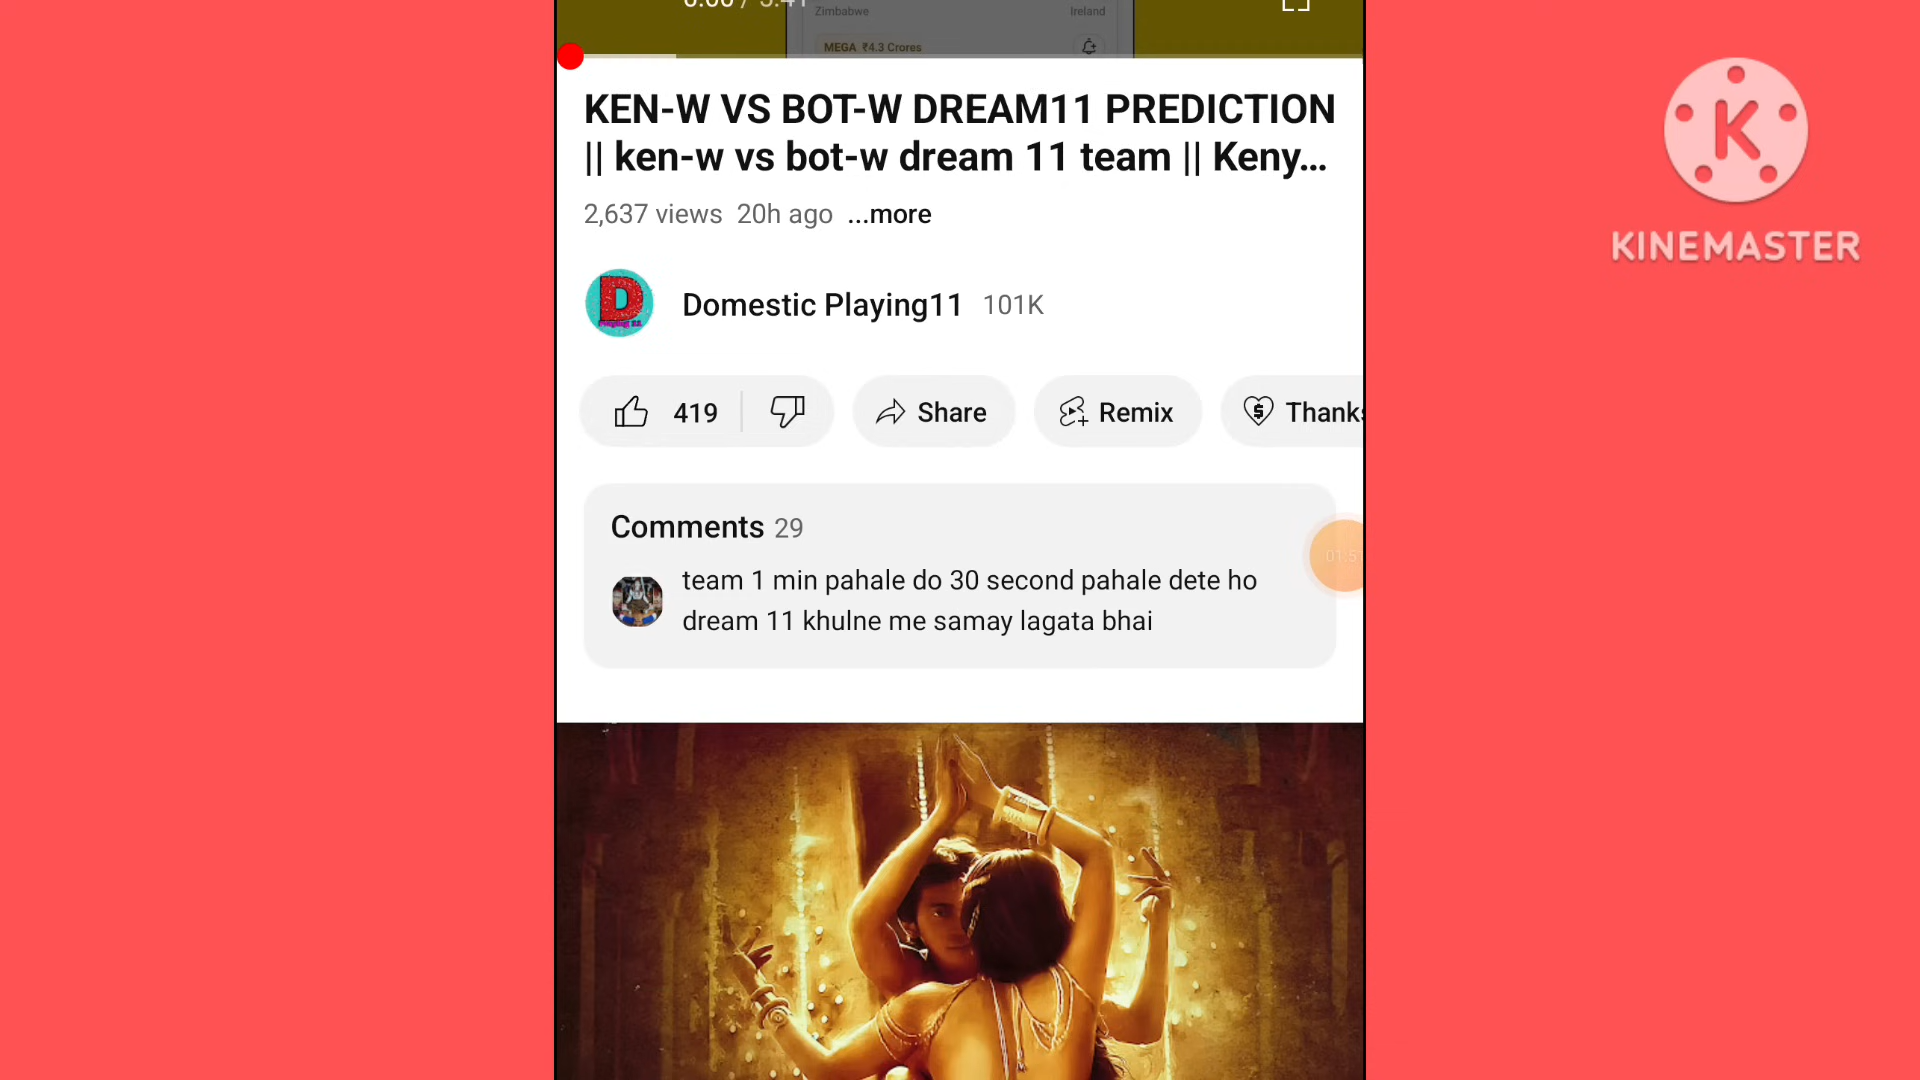 Zimbabwe Ireland
MEGA ₹4.3 Crores
KEN-W VS BOT-W DREAM11 PREDICTION
|| ken-w vs bot-w dream 11 team || Keny...
2,637 views 20h ago ...more
Domestic Playing11 101K
419 Share Remix Thanks
Comments 29
team 1 min pahale do 30 second pahale dete ho
dream 11 khulne me samay lagata bhai
K
KINEMASTER